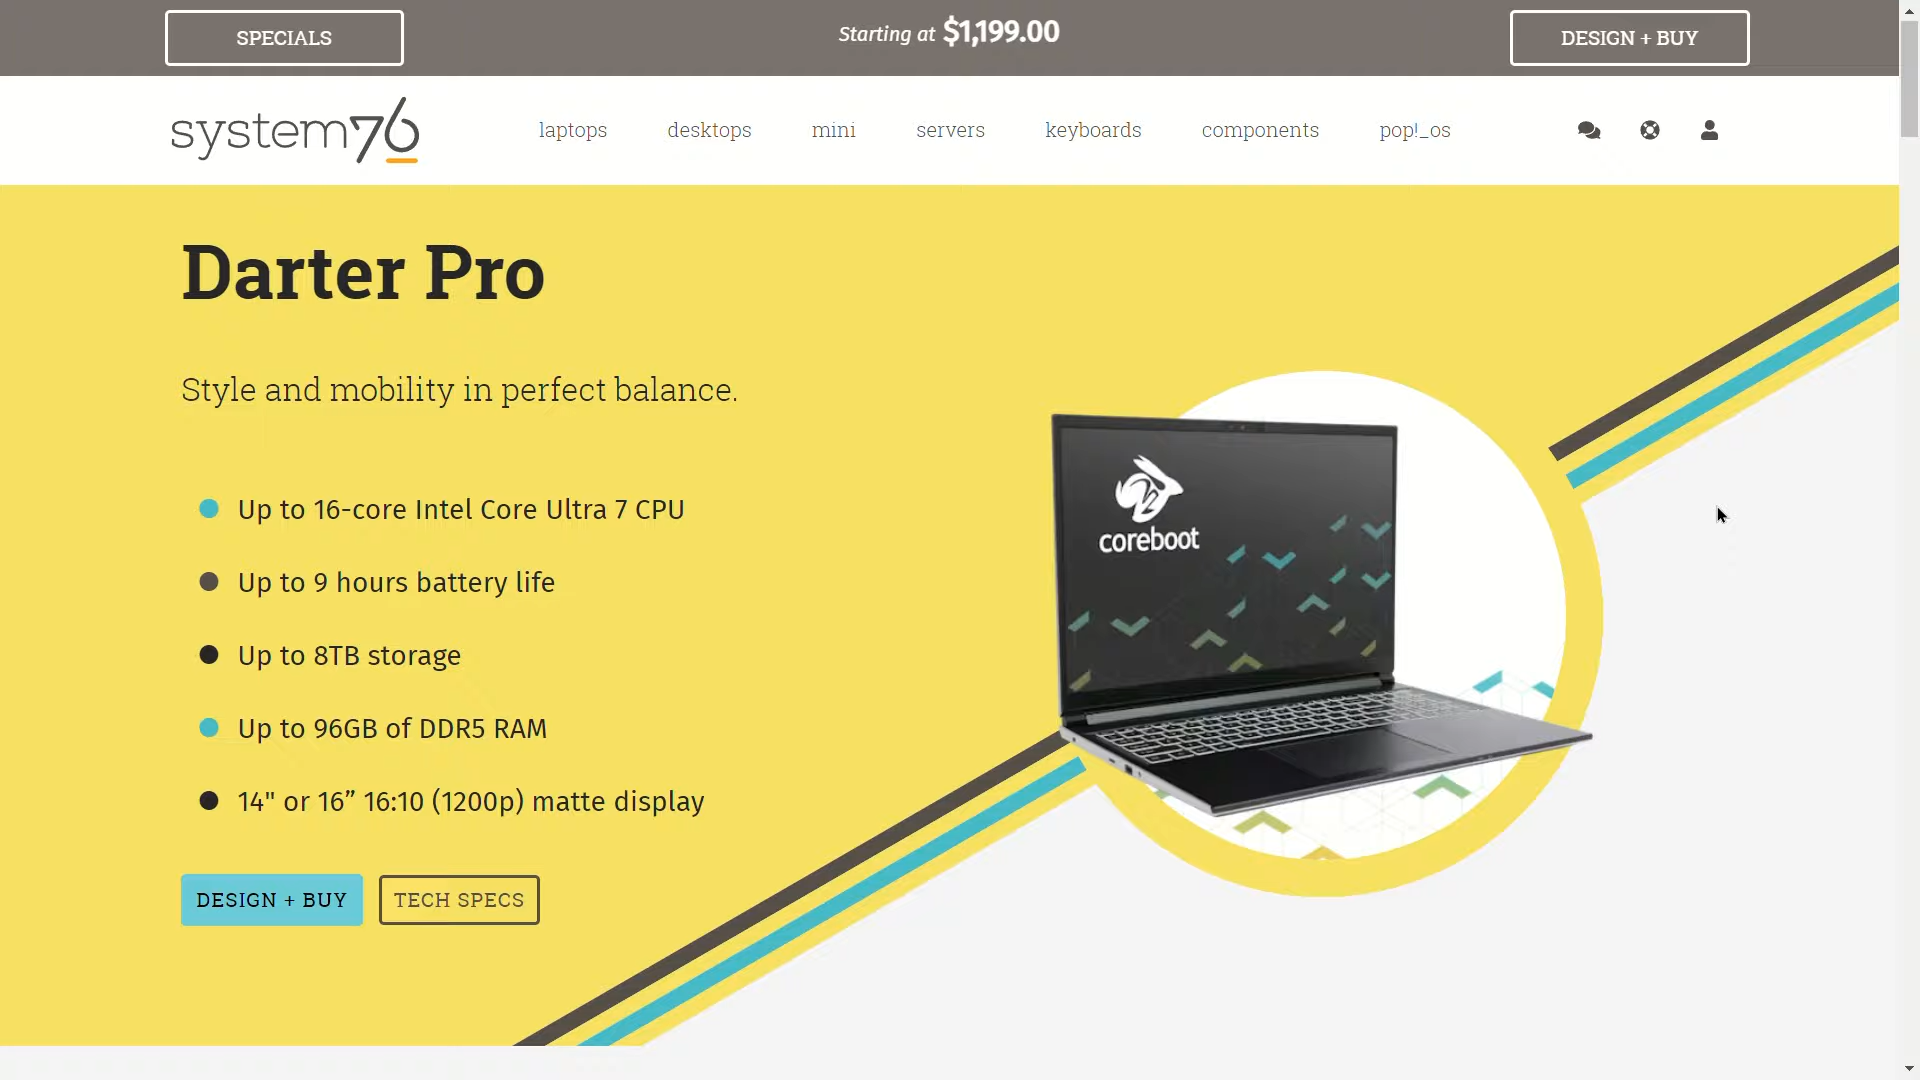 SPECIALS
Starting at $1,199.00
DESIGN + BUY
system76
laptops
desktops
mini
servers
keyboards
components
pop!_os
Darter Pro
Style and mobility in perfect balance.
Up to 16-core Intel Core Ultra 7 CPU
Up to 9 hours battery life
Up to 8TB storage
Up to 96GB of DDR5 RAM
14" or 16” 16:10 (1200p) matte display
coreboot
DESIGN + BUY
TECH SPECS